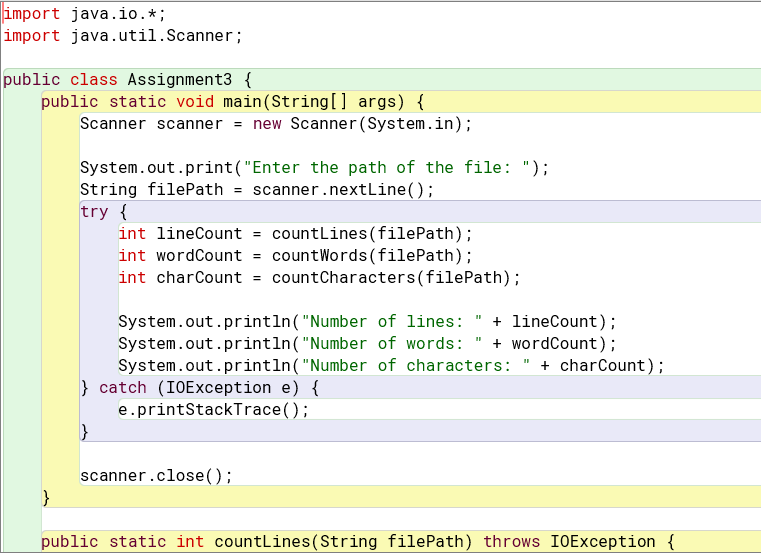 import java.io.*;
import java.util.Scanner;

public class Assignment3 {
    public static void main(String[] args) {
        Scanner scanner = new Scanner(System.in);

        System.out.print("Enter the path of the file: ");
        String filePath = scanner.nextLine();
        try {
            int lineCount = countLines(filePath);
            int wordCount = countWords(filePath);
            int charCount = countCharacters(filePath);

            System.out.println("Number of lines: " + lineCount);
            System.out.println("Number of words: " + wordCount);
            System.out.println("Number of characters: " + charCount);
        } catch (IOException e) {
            e.printStackTrace();
        }

        scanner.close();
    }

    public static int countLines(String filePath) throws IOException {